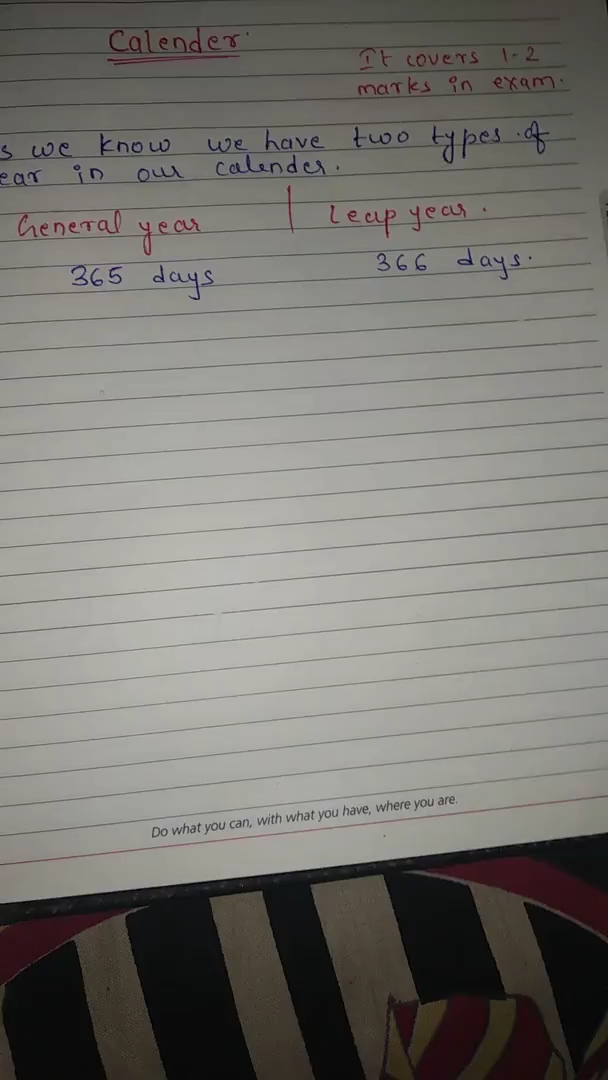 Calender
It covers 1-2
marks in exam.
s we know we have two types of
ear in our calender.
General year | Leap year.
365 days 366 days.
Do what you can, with what you have, where you are.